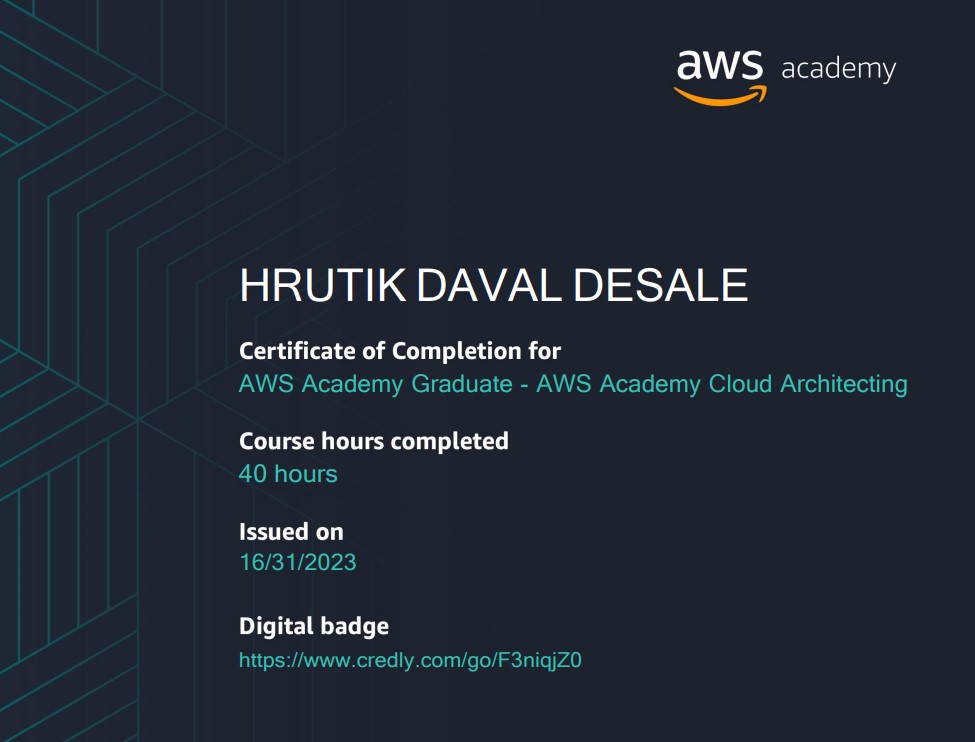 aws academy
HRUTIK DAVAL DESALE
Certificate of Completion for
AWS Academy Graduate - AWS Academy Cloud Architecting
Course hours completed
40 hours
Issued on
16/31/2023
Digital badge
https://www.credly.com/go/F3niqjZ0